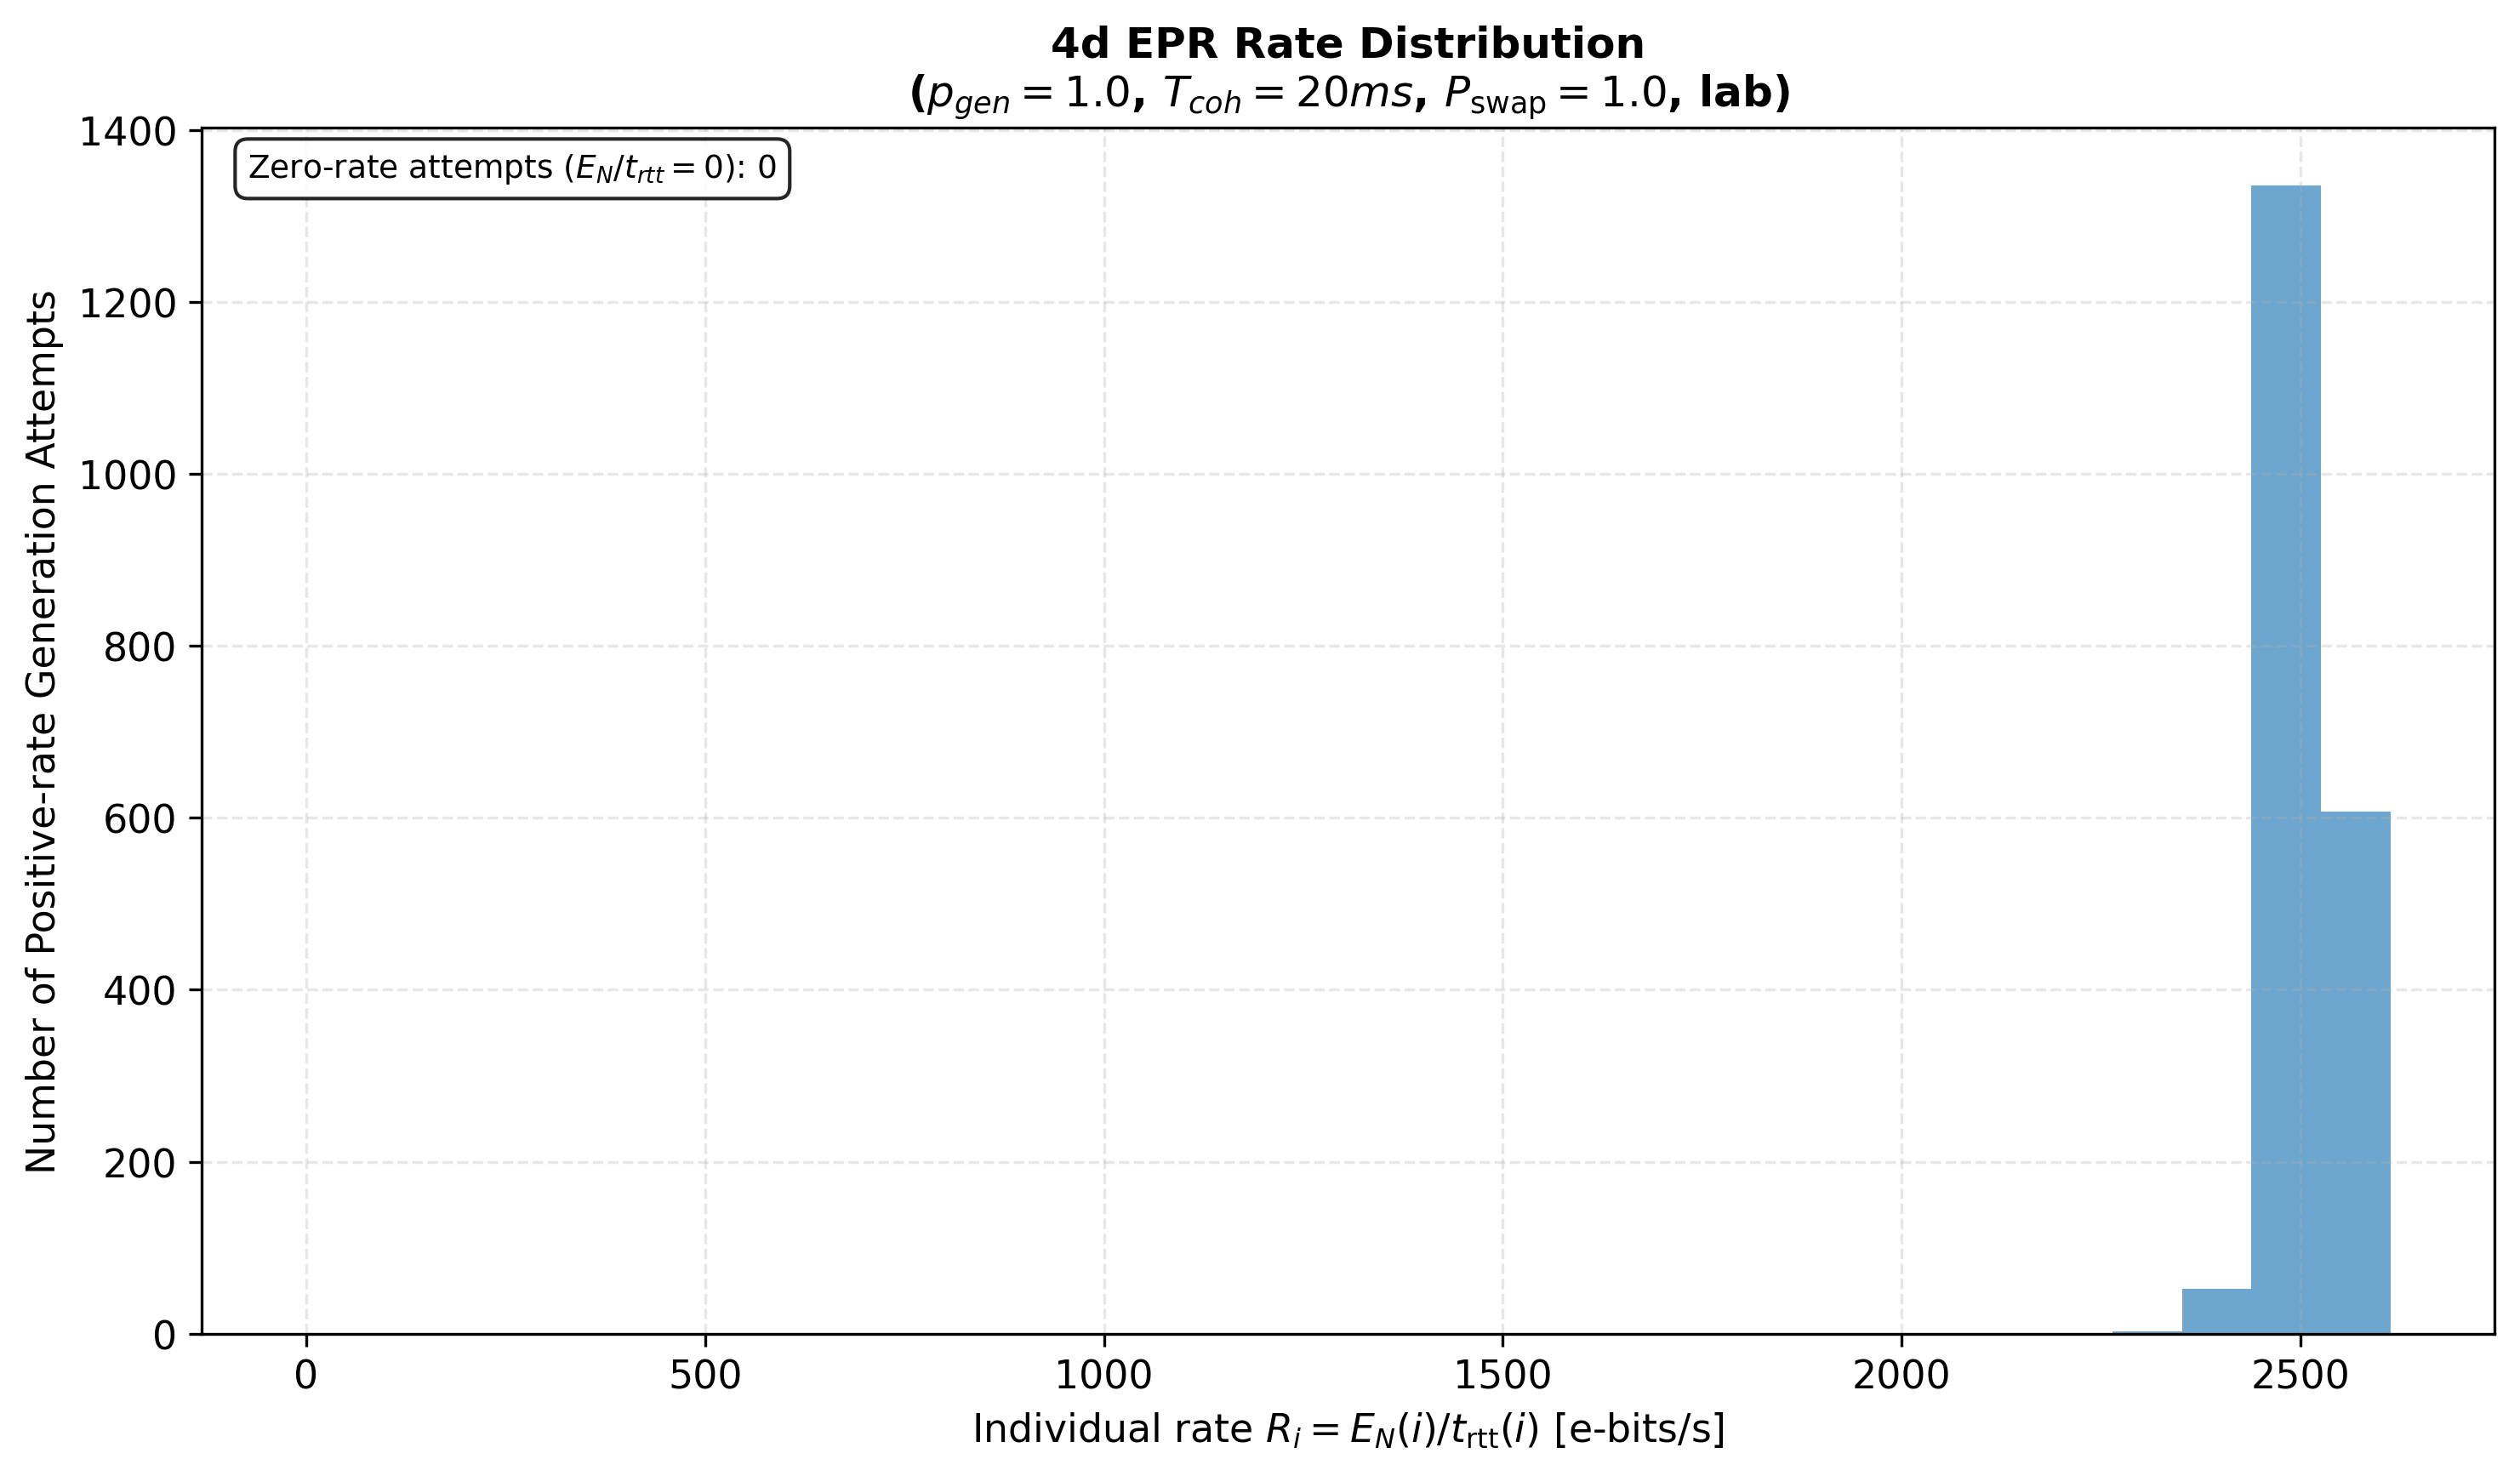 4d EPR Rate Distribution
(p_gen = 1.0, T_coh = 20ms, P_swap = 1.0, lab)
Zero-rate attempts (E_N/t_rtt = 0): 0
Number of Positive-rate Generation Attempts
1400
1200
1000
800
600
400
200
0
0 500 1000 1500 2000 2500
Individual rate R_i = E_N(i)/t_rtt(i) [e-bits/s]